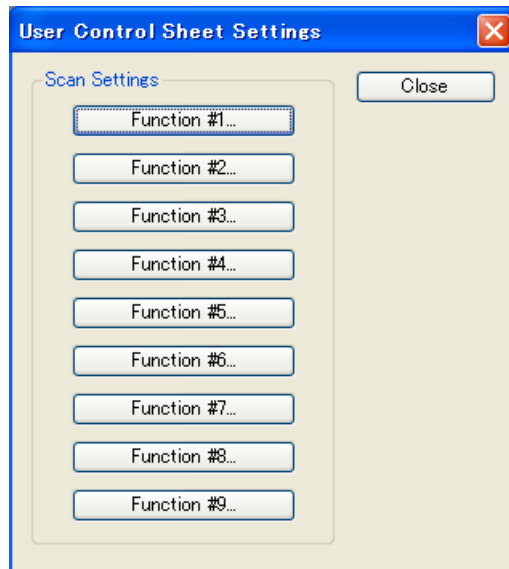 User Control Sheet Settings
Scan Settings
Close
Function #1...
Function #2...
Function #3...
Function #4...
Function #5...
Function #6...
Function #7...
Function #8...
Function #9...